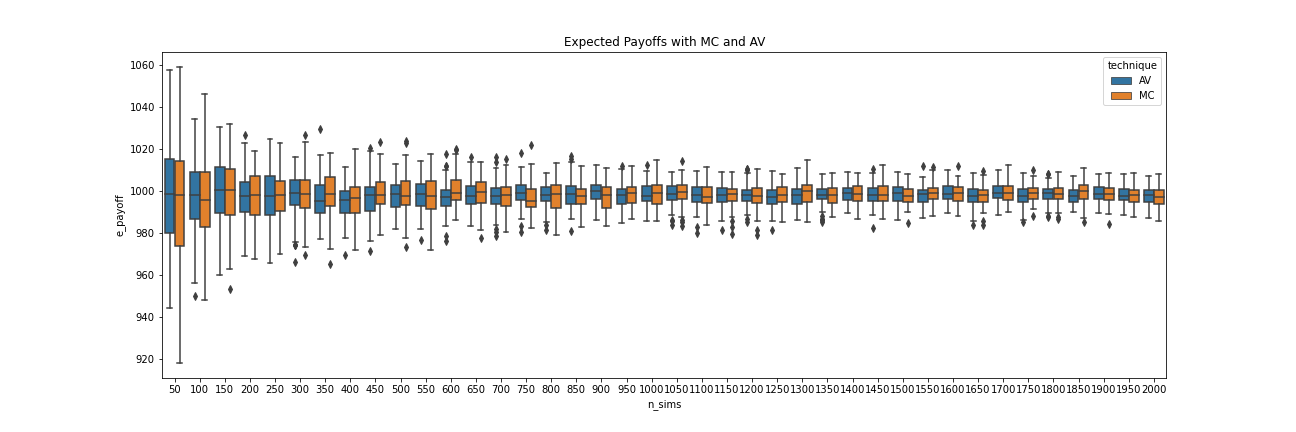 Expected Payoffs with MC and AV
technique
AV
MC
1060
1040
1020
1000
980
960
940
920
e_payoff
50 100 150 200 250 300 350 400 450 500 550 600 650 700 750 800 850 900 950 1000 1050 1100 1150 1200 1250 1300 1350 1400 1450 1500 1550 1600 1650 1700 1750 1800 1850 1900 1950 2000
n_sims